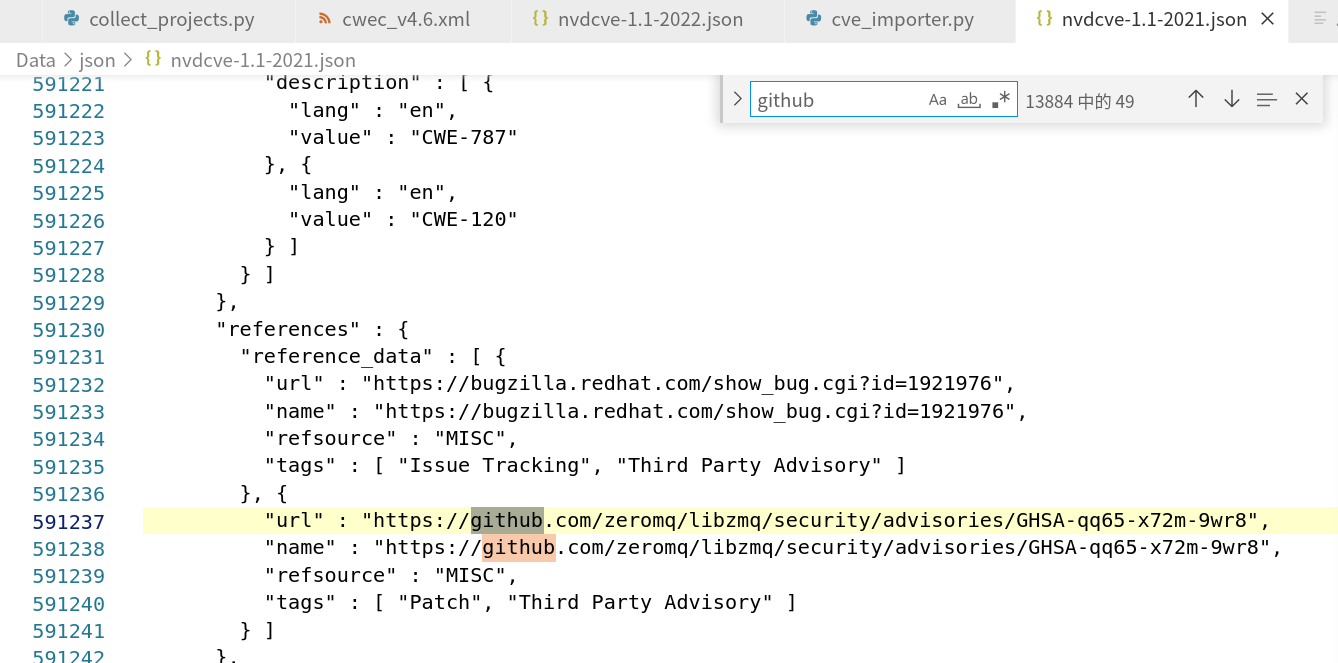 collect_projects.py cwec_v4.6.xml {} nvdcve-1.1-2022.json cve_importer.py {} nvdcve-1.1-2021.json
Data > json > {} nvdcve-1.1-2021.json
github Aa ab .* 13884 中的 49
591221 "description" : [ {
591222 "lang" : "en",
591223 "value" : "CWE-787"
591224 }, {
591225 "lang" : "en",
591226 "value" : "CWE-120"
591227 } ]
591228 } ]
591229 },
591230 "references" : {
591231 "reference_data" : [ {
591232 "url" : "https://bugzilla.redhat.com/show_bug.cgi?id=1921976",
591233 "name" : "https://bugzilla.redhat.com/show_bug.cgi?id=1921976",
591234 "refsource" : "MISC",
591235 "tags" : [ "Issue Tracking", "Third Party Advisory" ]
591236 }, {
591237 "url" : "https://github.com/zeromq/libzmq/security/advisories/GHSA-qq65-x72m-9wr8",
591238 "name" : "https://github.com/zeromq/libzmq/security/advisories/GHSA-qq65-x72m-9wr8",
591239 "refsource" : "MISC",
591240 "tags" : [ "Patch", "Third Party Advisory" ]
591241 } ]
591242 },